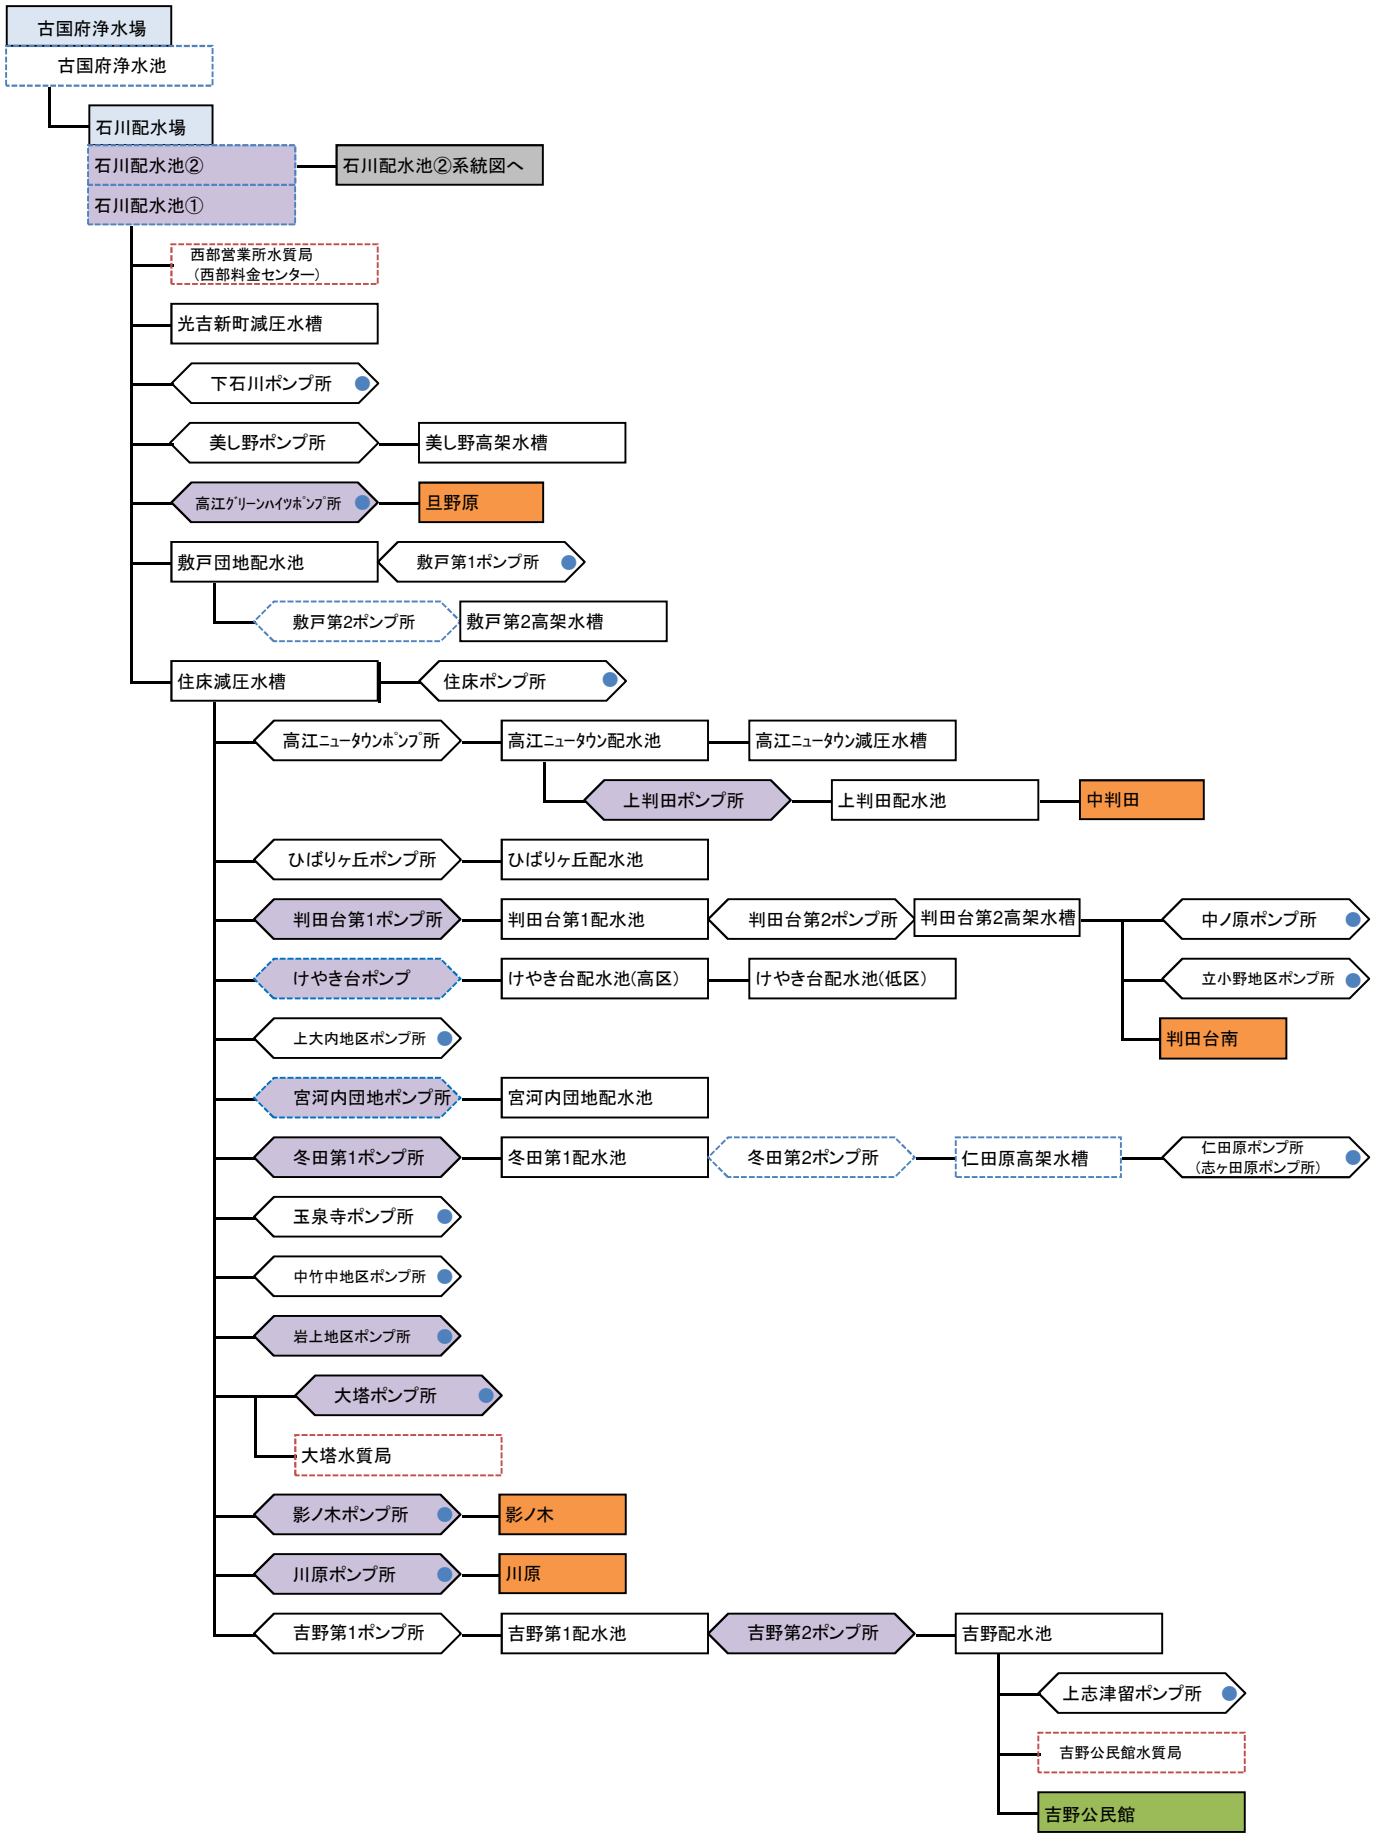 古国府浄水場
古国府浄水池
石川配水場
石川配水池②
石川配水池②系統図へ
石川配水池①
西部営業所水質局
(西部料金センター)
光吉新町減圧水槽
下石川ポンプ所
美し野ポンプ所
美し野高架水槽
高江ｸﾞﾘｰﾝﾊｲﾂﾎﾟﾝﾌﾟ所
旦野原
敷戸団地配水池
敷戸第1ポンプ所
敷戸第2ポンプ所
敷戸第2高架水槽
住床減圧水槽
住床ポンプ所
高江ﾆｭｰﾀｳﾝﾎﾟﾝﾌﾟ所
高江ﾆｭｰﾀｳﾝ配水池
高江ﾆｭｰﾀｳﾝ減圧水槽
上判田ポンプ所
上判田配水池
中判田
ひばりヶ丘ポンプ所
ひばりヶ丘配水池
判田台第1ポンプ所
判田台第1配水池
判田台第2ポンプ所
判田台第2高架水槽
中ノ原ポンプ所
けやき台ポンプ
けやき台配水池(高区)
けやき台配水池(低区)
立小野地区ポンプ所
上大内地区ポンプ所
判田台南
宮河内団地ポンプ所
宮河内団地配水池
冬田第1ポンプ所
冬田第1配水池
冬田第2ポンプ所
仁田原高架水槽
仁田原ポンプ所
(志ヶ田原ポンプ所)
玉泉寺ポンプ所
中竹中地区ポンプ所
岩上地区ポンプ所
大塔ポンプ所
大塔水質局
影ノ木ポンプ所
影ノ木
川原ポンプ所
川原
吉野第1ポンプ所
吉野第1配水池
吉野第2ポンプ所
吉野配水池
上志津留ポンプ所
吉野公民館水質局
吉野公民館